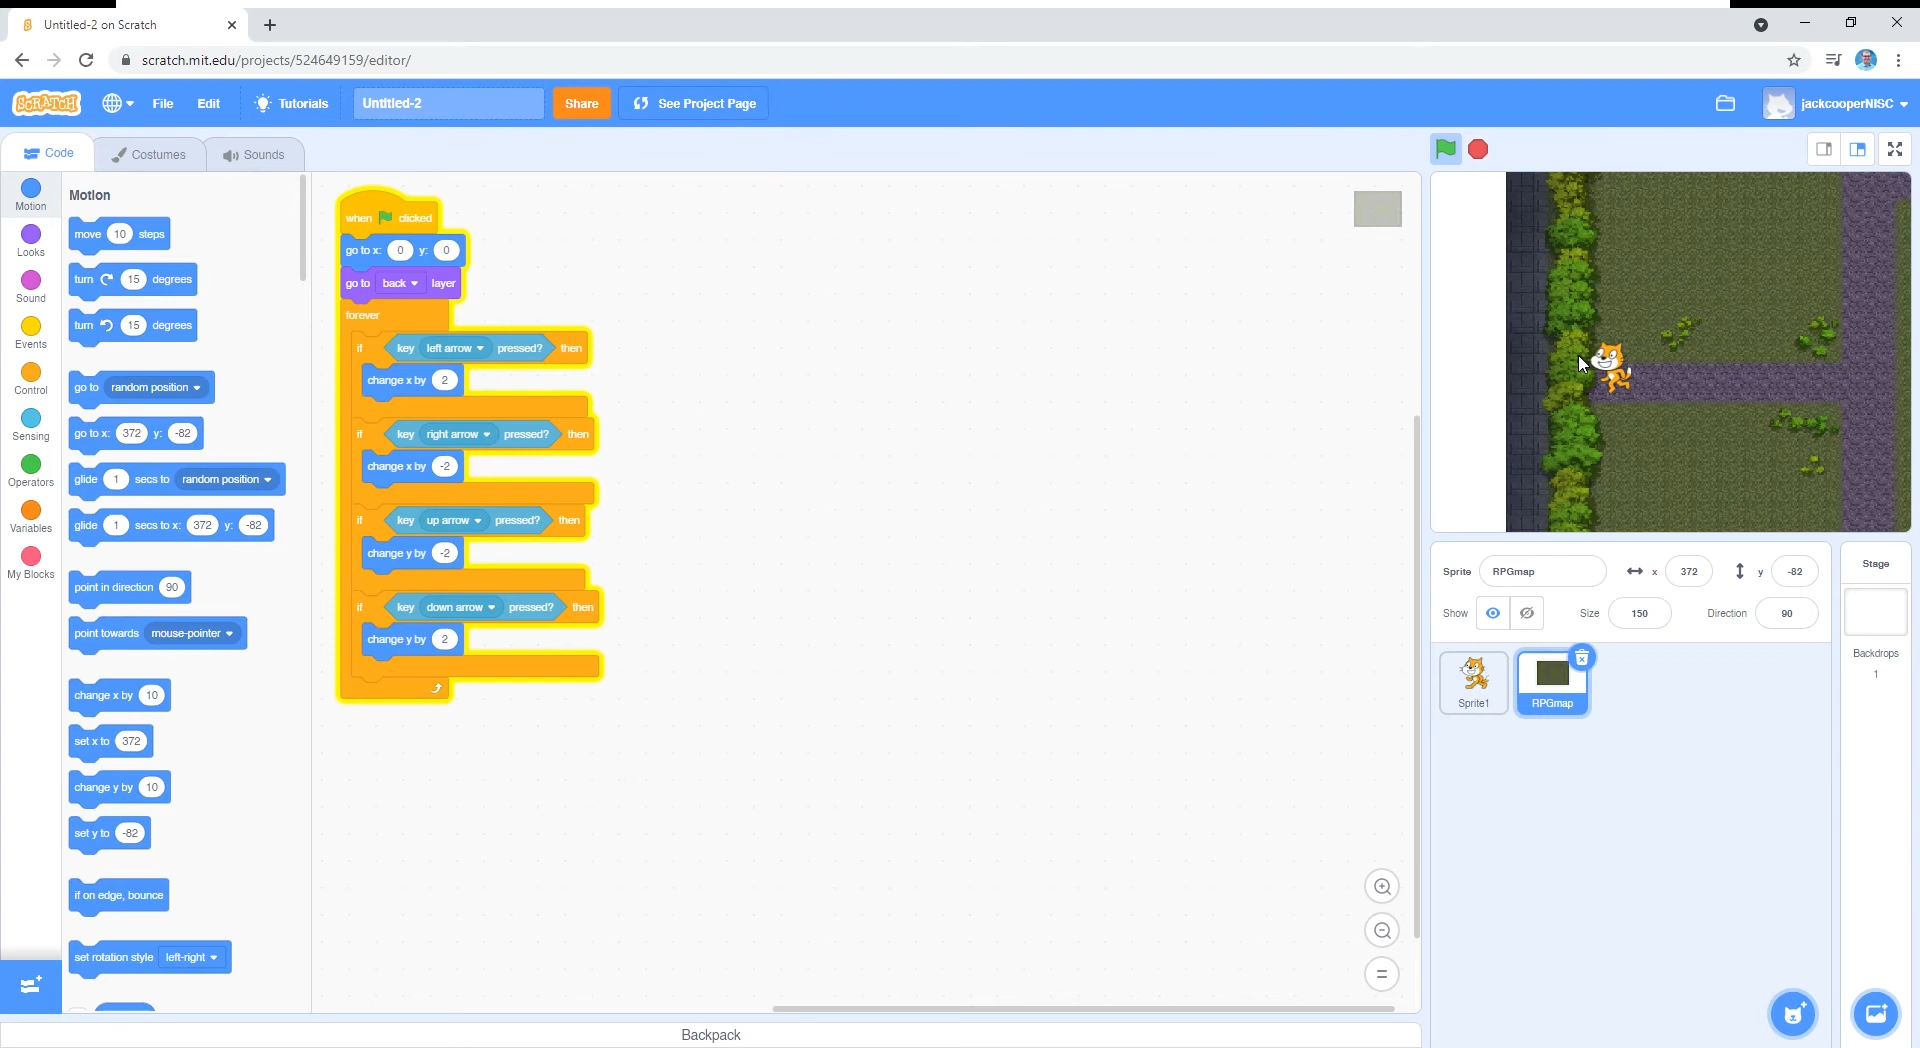 Untitled-2 on Scratch
scratch.mit.edu/projects/524649159/editor/
SCRATCH
File
Edit
Tutorials
Untitled-2
Share
See Project Page
jackcooperNISC
Code
Costumes
Sounds
Motion
Looks
Sound
Events
Control
Sensing
Operators
Variables
My Blocks
Motion
move 10 steps
turn 15 degrees
turn 15 degrees
go to random position
go to x: 372 y: -82
glide 1 secs to random position
glide 1 secs to x: 372 y: -82
point in direction 90
point towards mouse-pointer
change x by 10
set x to 372
change y by 10
set y to -82
if on edge, bounce
set rotation style left-right
when clicked
go to x: 0 y: 0
go to back layer
forever
if key left arrow pressed? then
change x by 2
if key right arrow pressed? then
change x by -2
if key up arrow pressed? then
change y by -2
if key down arrow pressed? then
change y by 2
Backpack
Sprite RPGmap x 372 y -82
Show Size 150 Direction 90
Sprite1
RPGmap
Stage
Backdrops
1